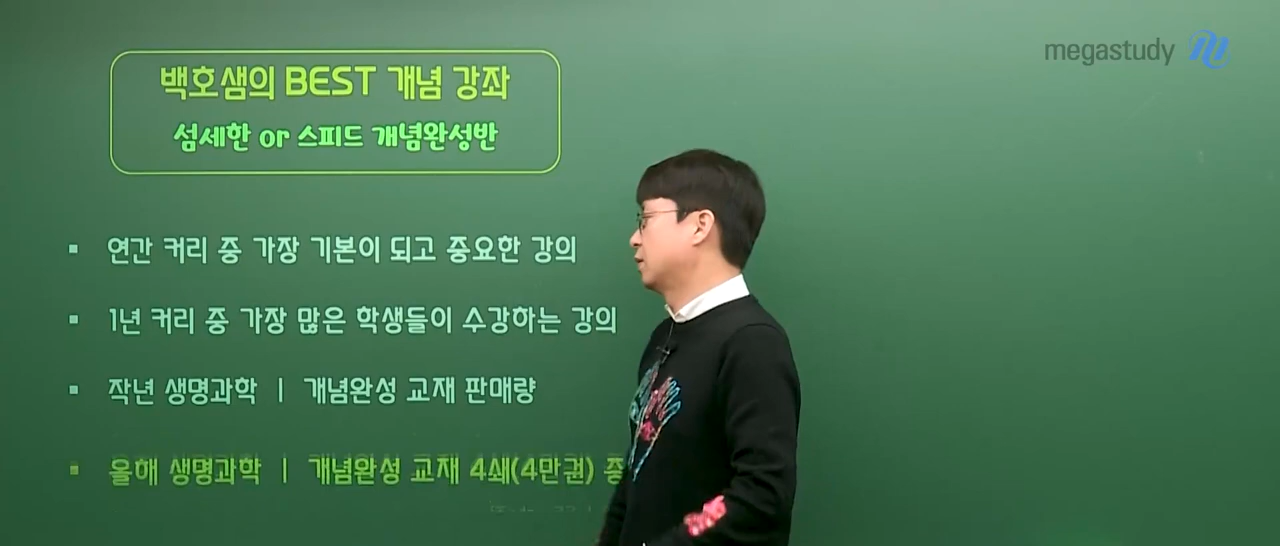 megastudy
백호샘의 BEST 개념 강좌
섬세한 or 스피드 개념완성반
▪ 연간 커리 중 가장 기본이 되고 중요한 강의
▪ 1년 커리 중 가장 많은 학생들이 수강하는 강의
▪ 작년 생명과학 Ⅰ 개념완성 교재 판매량
▪ 올해 생명과학 Ⅰ 개념완성 교재 4쇄(4만권)